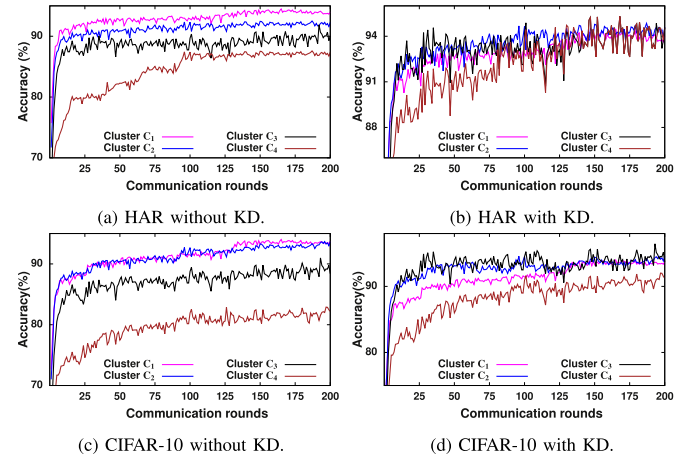 90
80
70
Accuracy (%)
Cluster C1
Cluster C2
Cluster C3
Cluster C4
25 50 75 100 125 150 175 200
Communication rounds
(a) HAR without KD.
94
91
88
Accuracy (%)
Cluster C1
Cluster C2
Cluster C3
Cluster C4
25 50 75 100 125 150 175 200
Communication rounds
(b) HAR with KD.
90
80
70
Accuracy(%)
Cluster C1
Cluster C2
Cluster C3
Cluster C4
25 50 75 100 125 150 175 200
Communication rounds
(c) CIFAR-10 without KD.
90
80
Accuracy(%)
Cluster C1
Cluster C2
Cluster C3
Cluster C4
25 50 75 100 125 150 175 200
Communication rounds
(d) CIFAR-10 with KD.